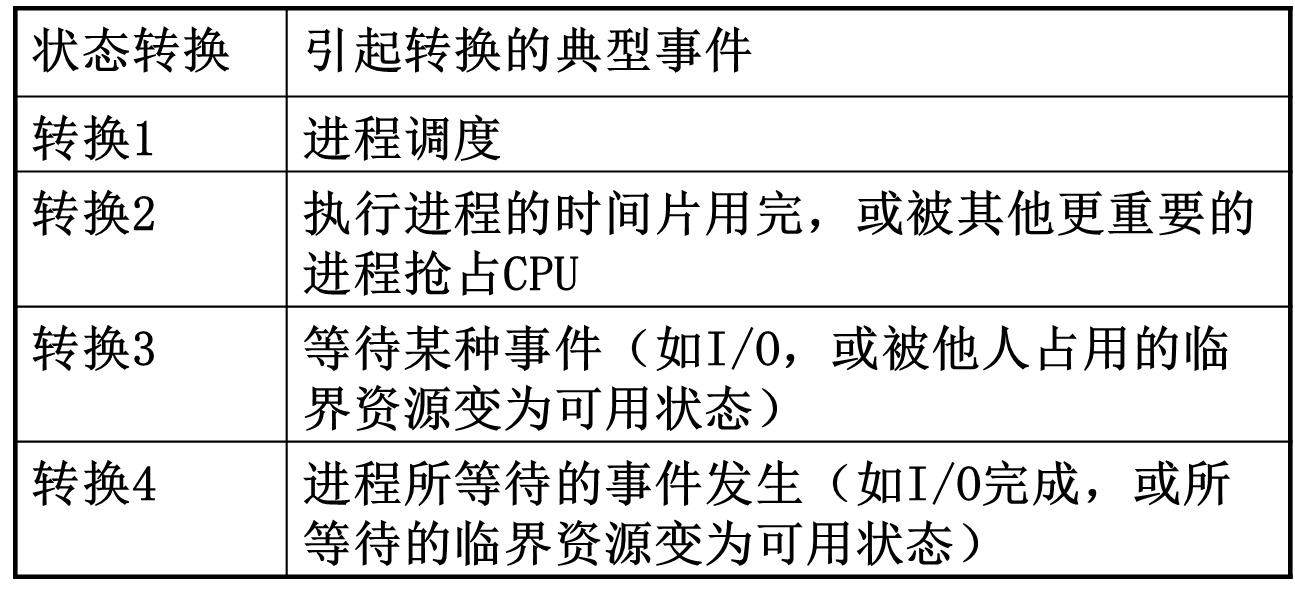 状态转换 引起转换的典型事件
转换1 进程调度
转换2 执行进程的时间片用完，或被其他更重要的
进程抢占CPU
转换3 等待某种事件（如I/O，或被他人占用的临
界资源变为可用状态）
转换4 进程所等待的事件发生（如I/O完成，或所
等待的临界资源变为可用状态）